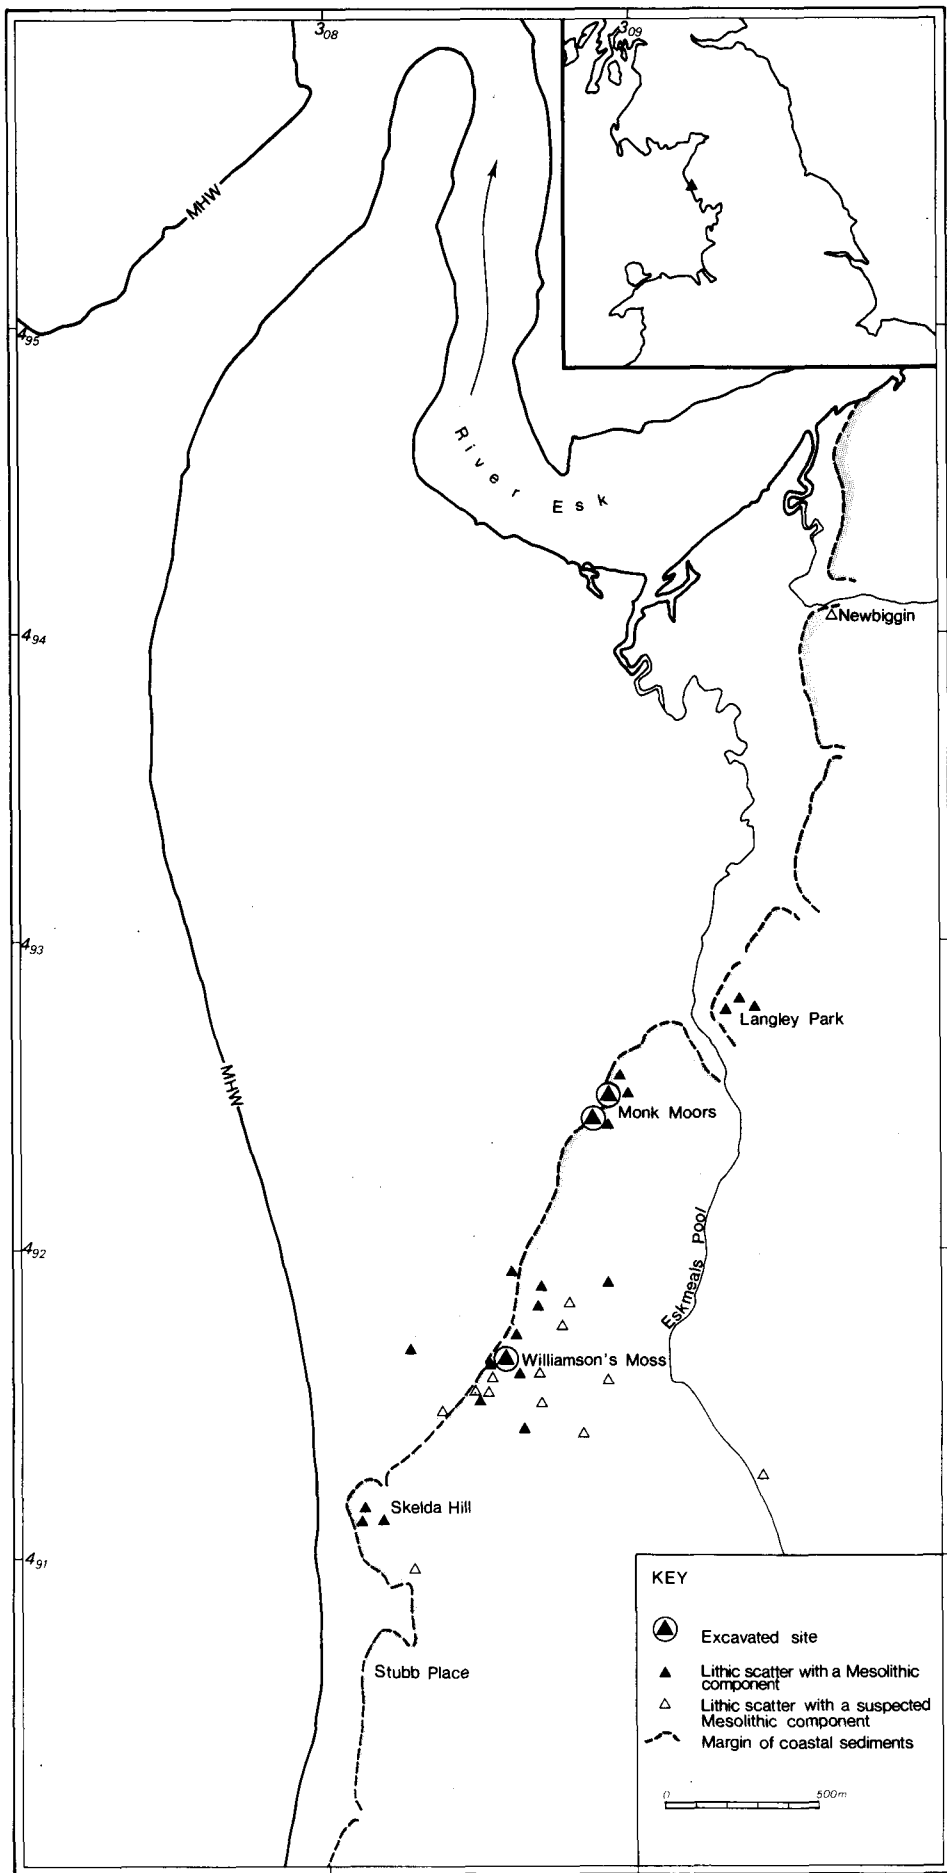 308
309
MHW
495
River Esk
Newbiggin
494
493
Langley Park
MHW
Monk Moors
492
Eskmeals Pool
Williamson's Moss
Skelda Hill
491
KEY
Excavated site
Stubb Place
Lithic scatter with a Mesolithic
component
Lithic scatter with a suspected
Mesolithic component
Margin of coastal sediments
0 500m